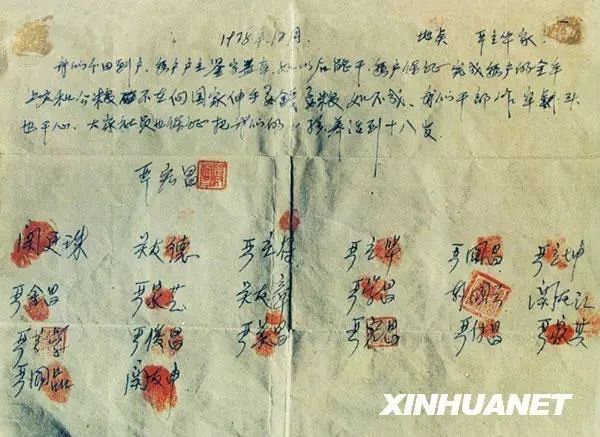 1978年12月 地点 严立华家
我们分田到户,每户户主签字盖章,如以后能干,每户保证完成每户的全年
上交和公粮 不在向国家伸手要钱要粮,如不成,我们干部作牢刹头
也干心,大家社员也保证把我们的小孩养活到十八岁.
严宏昌
关廷珠 关友德 严立符 严立华 严国昌 严立坤
严金昌 严家芝 关友章 严学昌 韩国云 关友江
严立学 严俊昌 严美昌 严宏昌 严付昌 严家其
严国品 关友申
XINHUANET